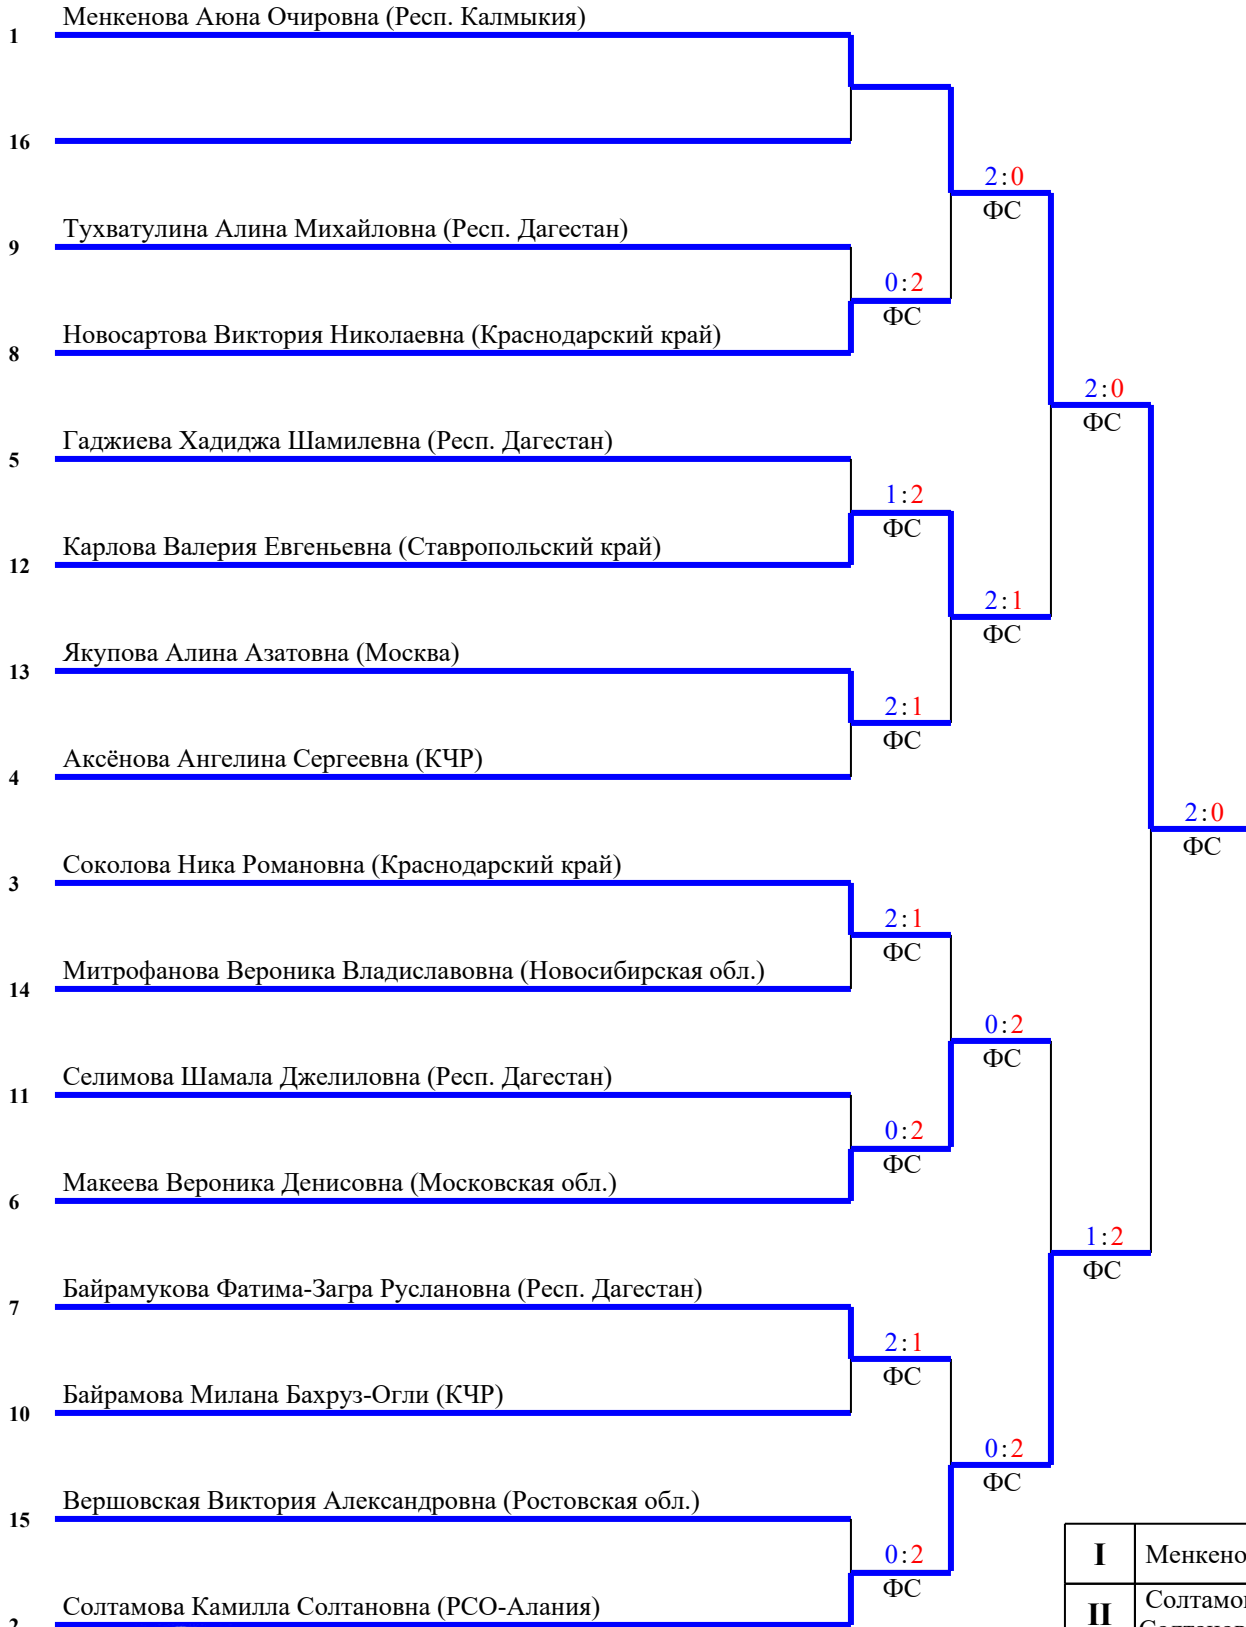 Менкенова Аюна Очировна (Респ. Калмыкия)
1
16
2:0
ФС
Тухватулина Алина Михайловна (Респ. Дагестан)
9
0:2
ФС
Новосартова Виктория Николаевна (Краснодарский край)
8
2:0
ФС
Гаджиева Хадиджа Шамилевна (Респ. Дагестан)
5
1:2
ФС
Карлова Валерия Евгеньевна (Ставропольский край)
12
2:1
ФС
Якупова Алина Азатовна (Москва)
13
2:1
ФС
Аксёнова Ангелина Сергеевна (КЧР)
4
2:0
ФС
Соколова Ника Романовна (Краснодарский край)
3
2:1
ФС
Митрофанова Вероника Владиславовна (Новосибирская обл.)
14
0:2
ФС
Селимова Шамала Джелиловна (Респ. Дагестан)
11
0:2
ФС
Макеева Вероника Денисовна (Московская обл.)
6
1:2
ФС
Байрамукова Фатима-Загра Руслановна (Респ. Дагестан)
7
2:1
ФС
Байрамова Милана Бахруз-Огли (КЧР)
10
0:2
ФС
Вершовская Виктория Александровна (Ростовская обл.)
15
0:2
ФС
I Менкено
Солтамова Камилла Солтановна (РСО-Алания)
2
II Солтамо